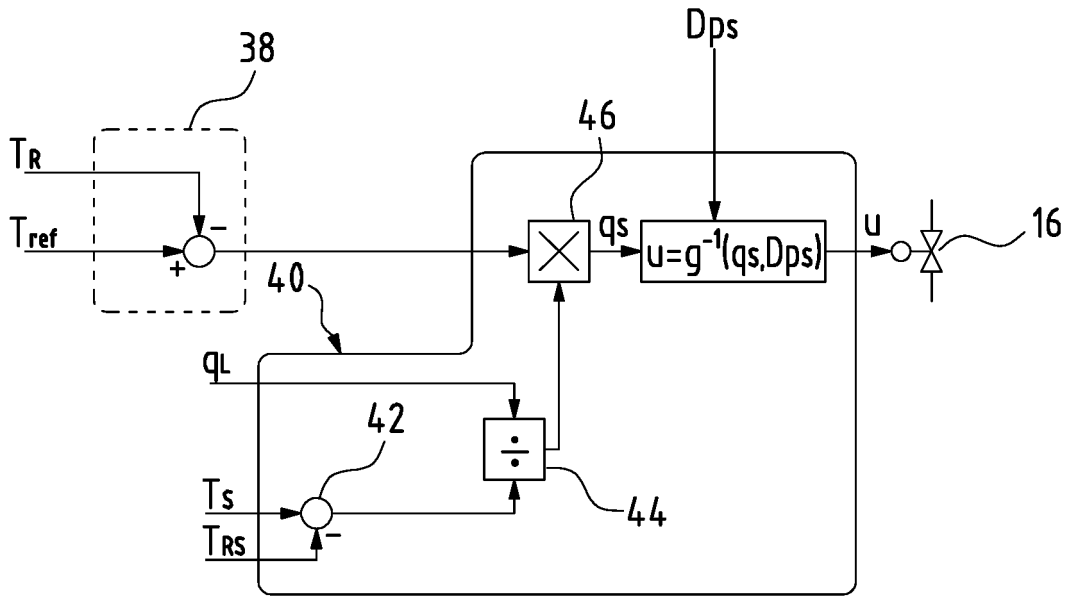 Dps
38
46
TR
-
Tref
+
qs
u=g⁻¹(qs,Dps)
u
16
40
qL
42
÷
Ts
44
TRs
-